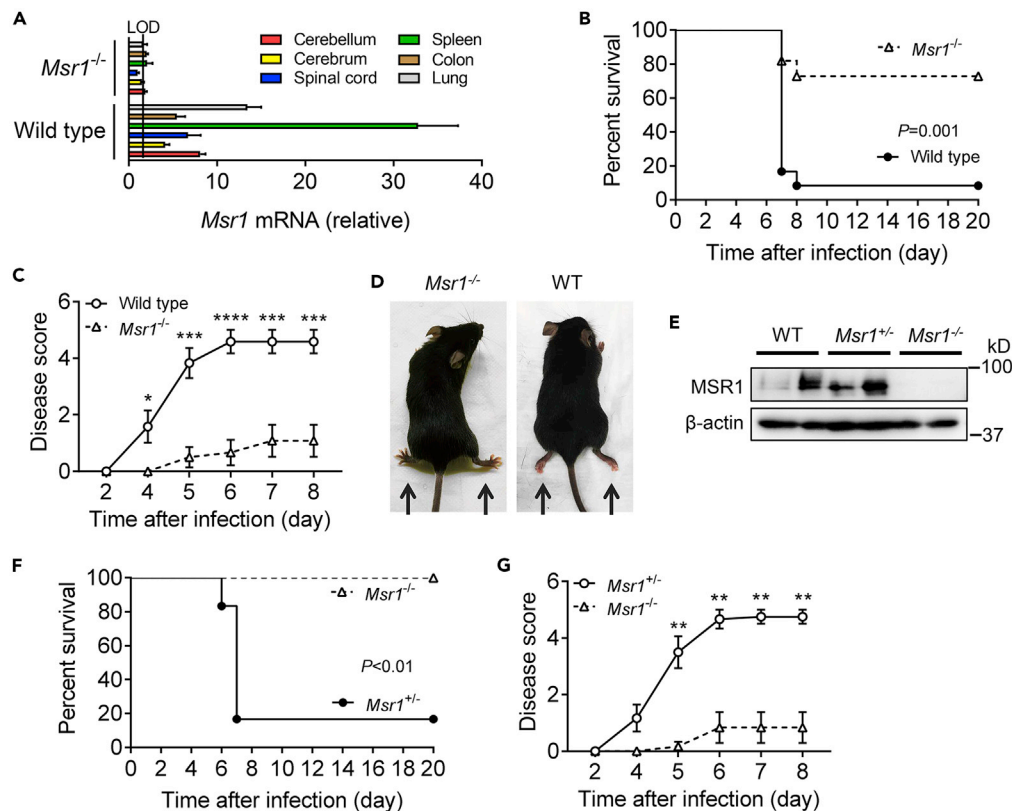 A
LOD
Msr1-/-
Wild type
Cerebellum
Cerebrum
Spinal cord
Spleen
Colon
Lung
0 10 20 30 40
Msr1 mRNA (relative)
B
Percent survival
100
80
60
40
20
0
Msr1-/-
P=0.001
Wild type
0 2 4 6 8 10 12 14 16 18 20
Time after infection (day)
C
Disease score
6
4
2
0
Wild type
Msr1-/-
* *** **** *** ***
2 4 5 6 7 8
Time after infection (day)
D
Msr1-/- WT
E
WT Msr1+/- Msr1-/-
kD
100
MSR1
β-actin
37
F
Percent survival
100
80
60
40
20
0
Msr1-/-
P<0.01
Msr1+/-
0 2 4 6 8 10 12 14 16 18 20
Time after infection (day)
G
Disease score
6
4
2
0
Msr1+/-
Msr1-/-
** ** ** **
2 4 5 6 7 8
Time after infection (day)